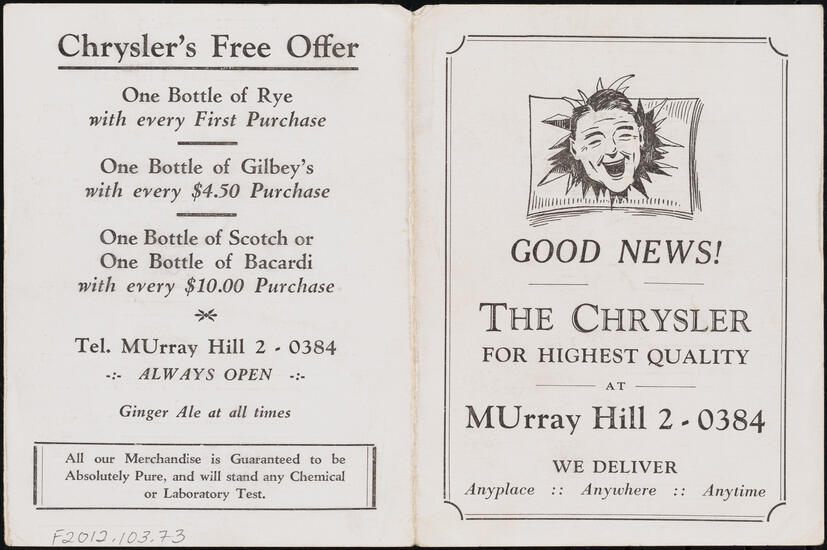 Chrysler's Free Offer
One Bottle of Rye
with every First Purchase
One Bottle of Gilbey's
with every $4.50 Purchase
One Bottle of Scotch or
One Bottle of Bacardi
with every $10.00 Purchase
Tel. MUrray Hill 2 - 0384
-:- ALWAYS OPEN -:-
Ginger Ale at all times
All our Merchandise is Guaranteed to be
Absolutely Pure, and will stand any Chemical
or Laboratory Test.
F2012.103.73
GOOD NEWS!
THE CHRYSLER
FOR HIGHEST QUALITY
AT
MUrray Hill 2 - 0384
WE DELIVER
Anyplace :: Anywhere :: Anytime